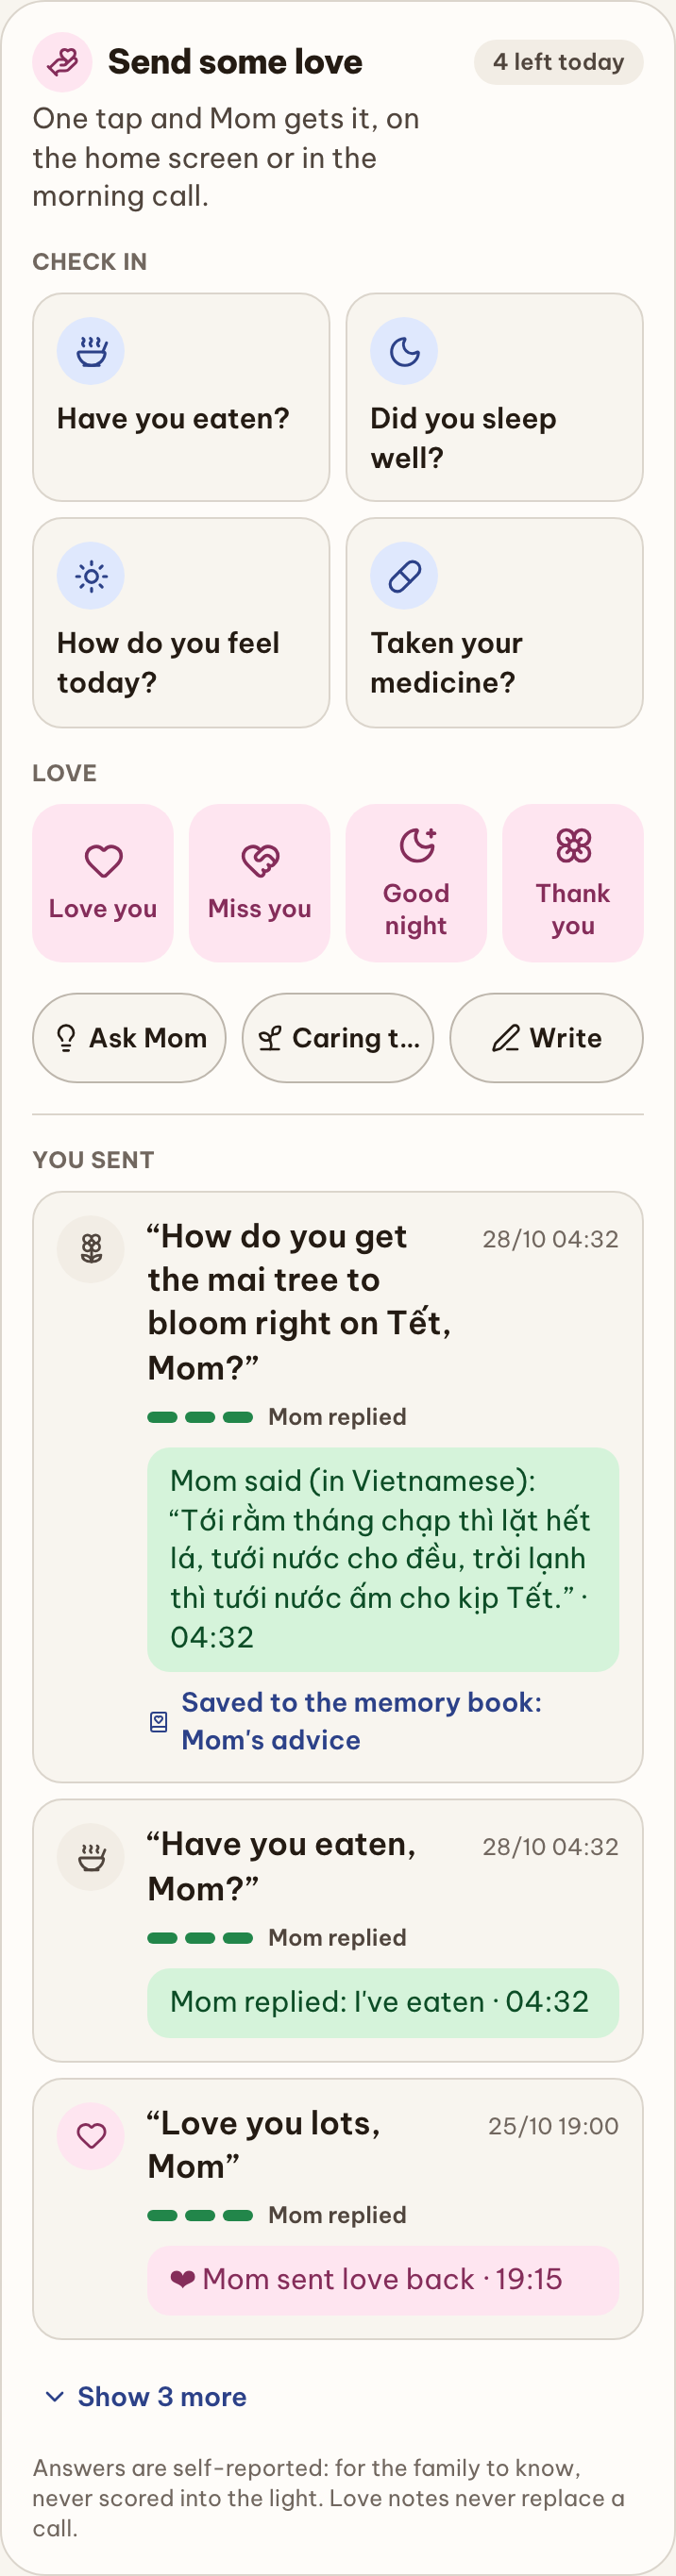 Send some love
4 left today
One tap and Mom gets it, on
the home screen or in the
morning call.
CHECK IN
Have you eaten?
Did you sleep
well?
How do you feel
today?
Taken your
medicine?
LOVE
Love you
Miss you
Good
night
Thank
you
Ask Mom
Caring t...
Write
YOU SENT
“How do you get
the mai tree to
bloom right on Tết,
Mom?”
28/10 04:32
Mom replied
Mom said (in Vietnamese):
“Tới rằm tháng chạp thì lặt hết
lá, tưới nước cho đều, trời lạnh
thì tưới nước ấm cho kịp Tết.” ·
04:32
Saved to the memory book:
Mom's advice
“Have you eaten,
Mom?”
28/10 04:32
Mom replied
Mom replied: I've eaten · 04:32
“Love you lots,
Mom”
25/10 19:00
Mom replied
❤ Mom sent love back · 19:15
Show 3 more
Answers are self-reported: for the family to know,
never scored into the light. Love notes never replace a
call.